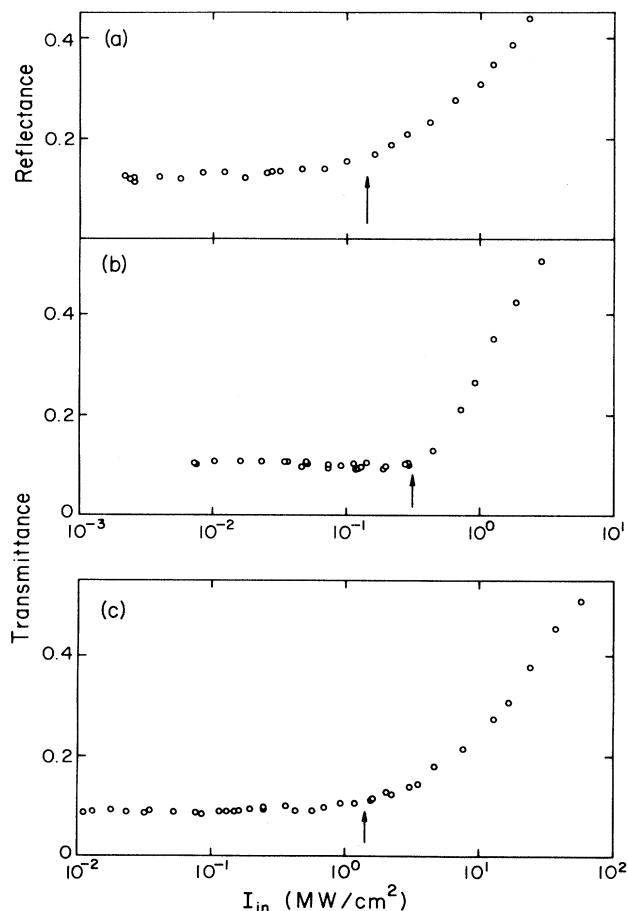 Reflectance
(a)
0.4
0.2
(b)
0.4
0.2
0
10⁻³ 10⁻² 10⁻¹ 10⁰ 10¹
Transmittance
(c)
0.4
0.2
0
10⁻² 10⁻¹ 10⁰ 10¹ 10²
I_in (MW/cm²)